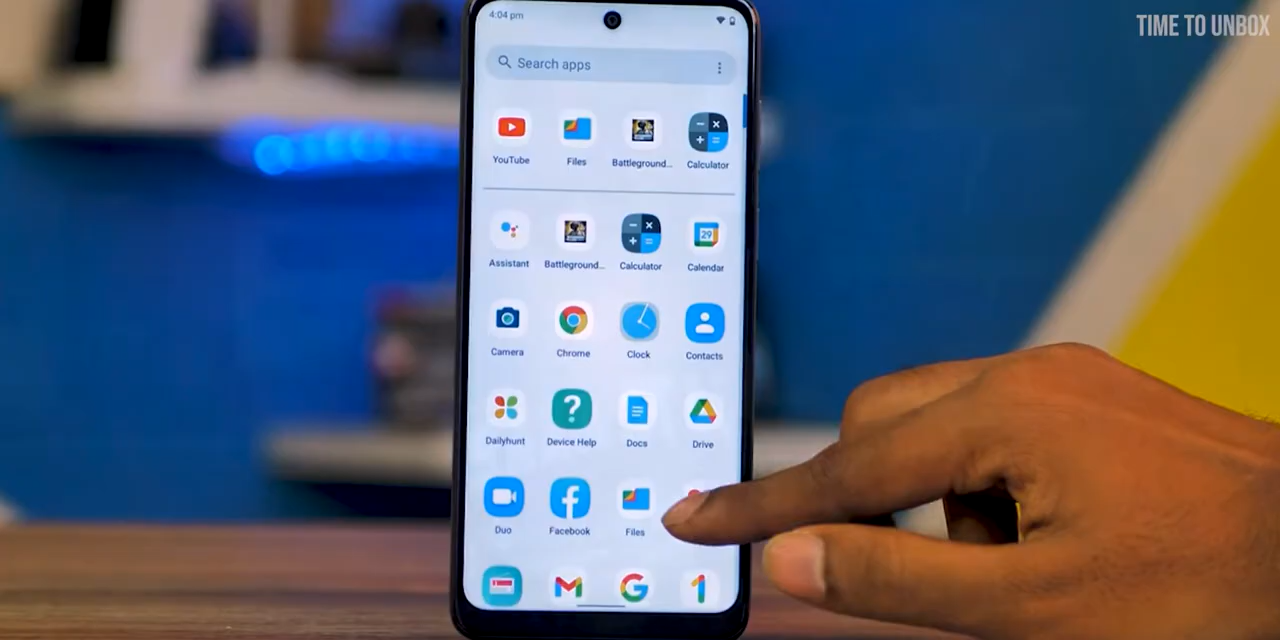 TIME TO UNBOX
4:04 pm
Search apps
YouTube Files Battleground... Calculator
29
Assistant Battleground... Calculator Calendar
Camera Chrome Clock Contacts
Dailyhunt Device Help Docs Drive
Duo Facebook Files